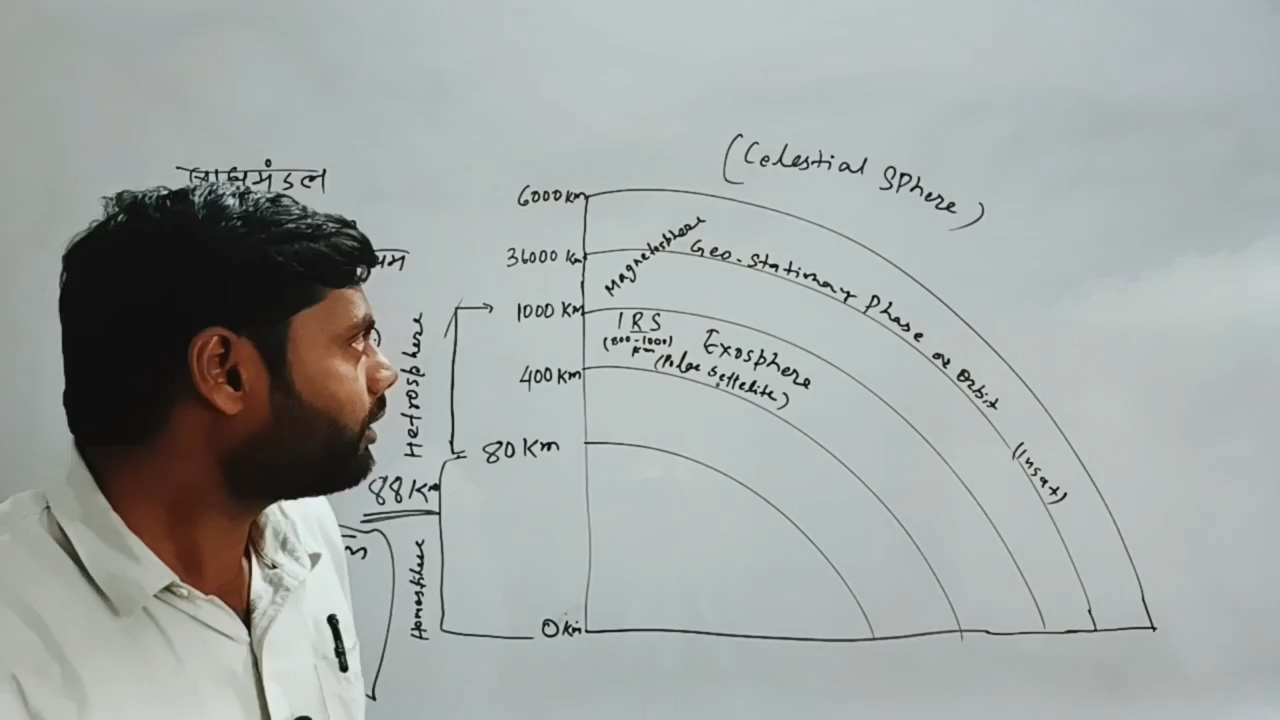 वायुमंडल
(Celestial Sphere)
6000 Km
36000 Km
Magnetosphere
Geo-stationary Phase or Orbit
(Insat)
1000 Km
IRS
(800-1000)
Km
Exosphere
(Polar Settelite)
400 Km
80 Km
88 Km
Hetrosphere
Homosphere
0 Km